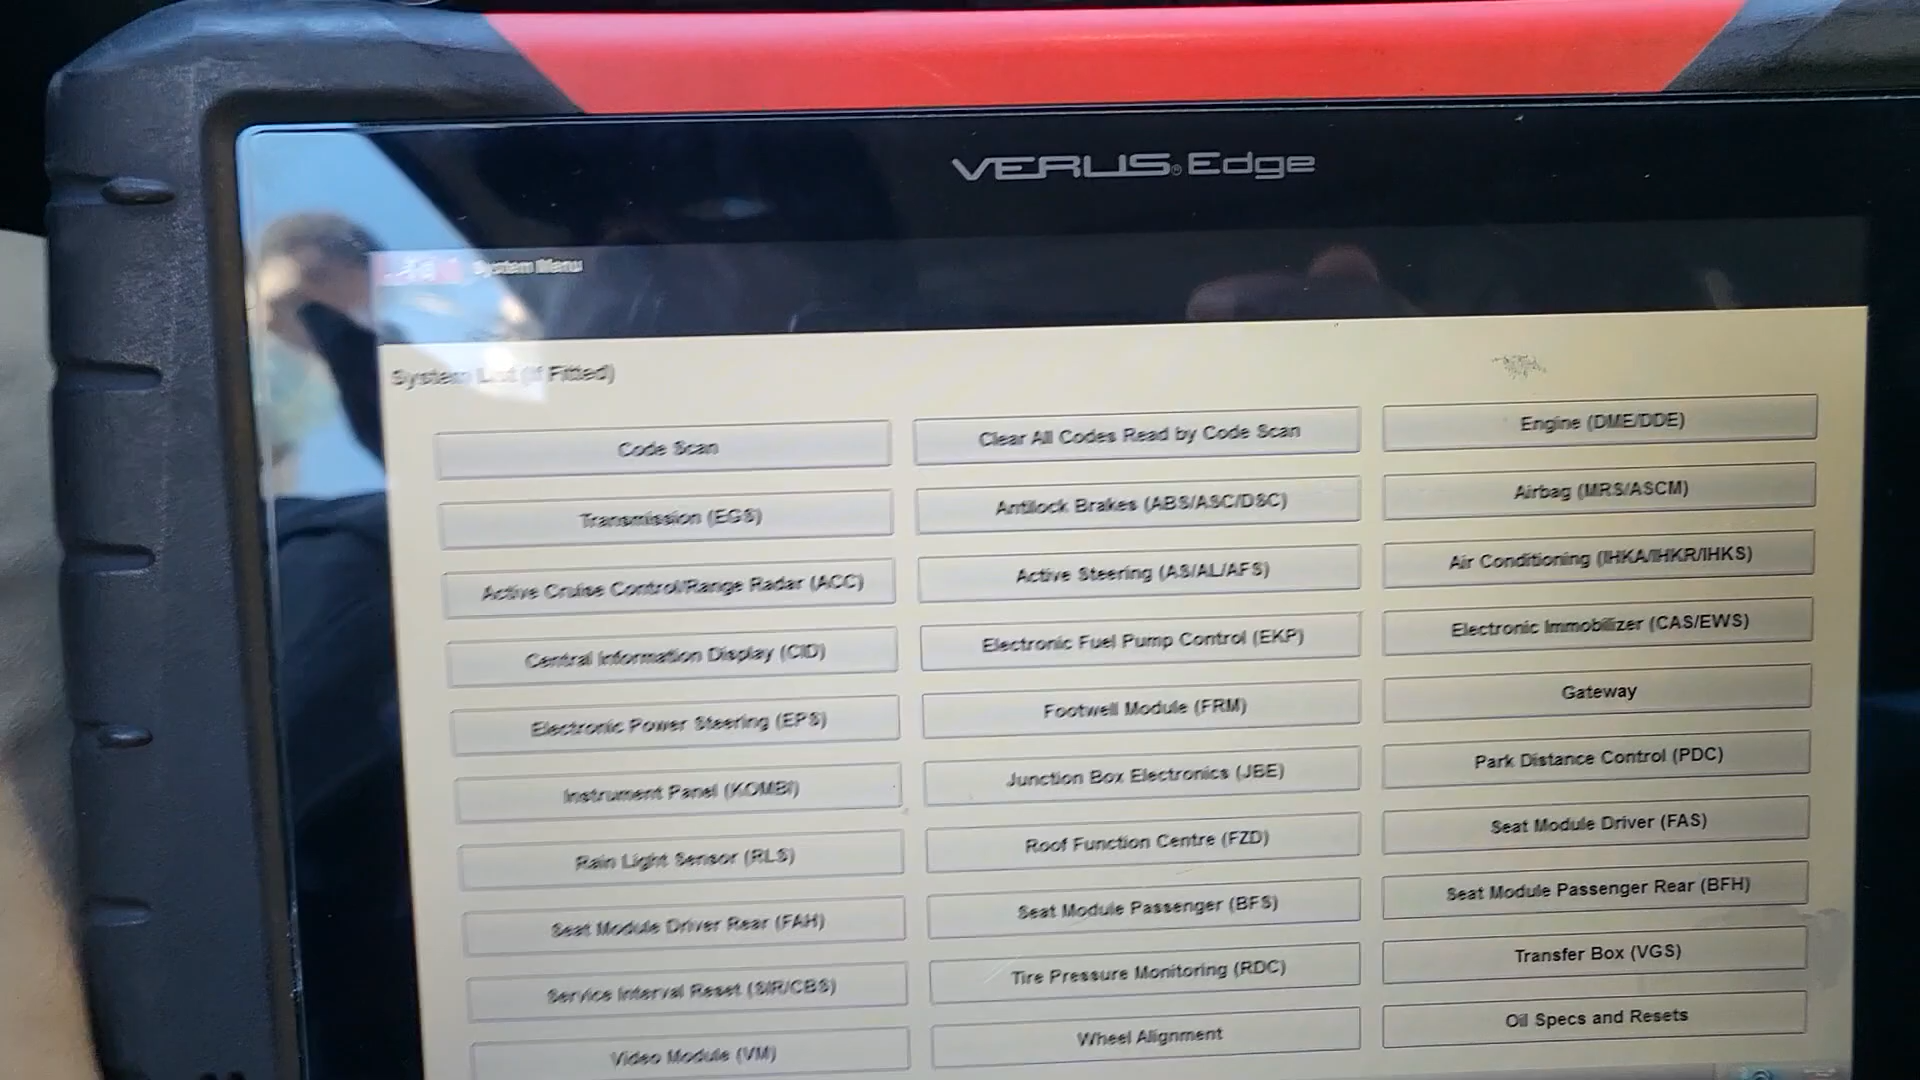 VERUS® Edge
System Menu
System List (If Fitted)
Code Scan
Clear All Codes Read by Code Scan
Engine (DME/DDE)
Transmission (EGS)
Antilock Brakes (ABS/ASC/DSC)
Airbag (MRS/ASCM)
Active Cruise Control/Range Radar (ACC)
Active Steering (AS/AL/AFS)
Air Conditioning (IHKA/IHKR/IHKS)
Central Information Display (CID)
Electronic Fuel Pump Control (EKP)
Electronic Immobilizer (CAS/EWS)
Electronic Power Steering (EPS)
Footwell Module (FRM)
Gateway
Instrument Panel (KOMBI)
Junction Box Electronics (JBE)
Park Distance Control (PDC)
Rain Light Sensor (RLS)
Roof Function Centre (FZD)
Seat Module Driver (FAS)
Seat Module Driver Rear (FAH)
Seat Module Passenger (BFS)
Seat Module Passenger Rear (BFH)
Service Interval Reset (SIR/CBS)
Tire Pressure Monitoring (RDC)
Transfer Box (VGS)
Video Module (VM)
Wheel Alignment
Oil Specs and Resets